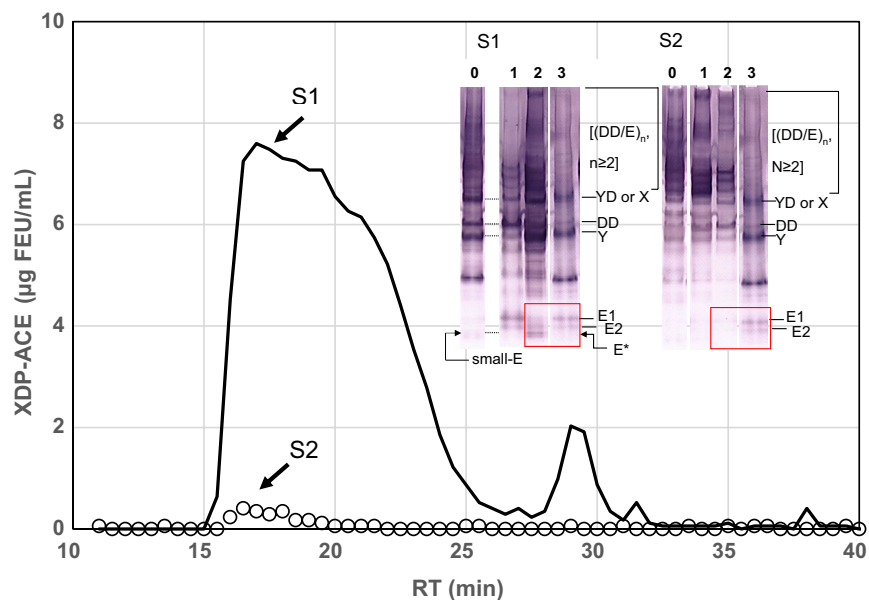 S1 S2
0 1 2 3 0 1 2 3
[(DD/E)n,
n≥2]
YD or X
DD
Y
E1
E2
small-E
E*
[(DD/E)n,
N≥2]
YD or X
DD
Y
E1
E2
S1
S2
XDP-ACE (µg FEU/mL)
10
8
6
4
2
0
10 15 20 25 30 35 40
RT (min)